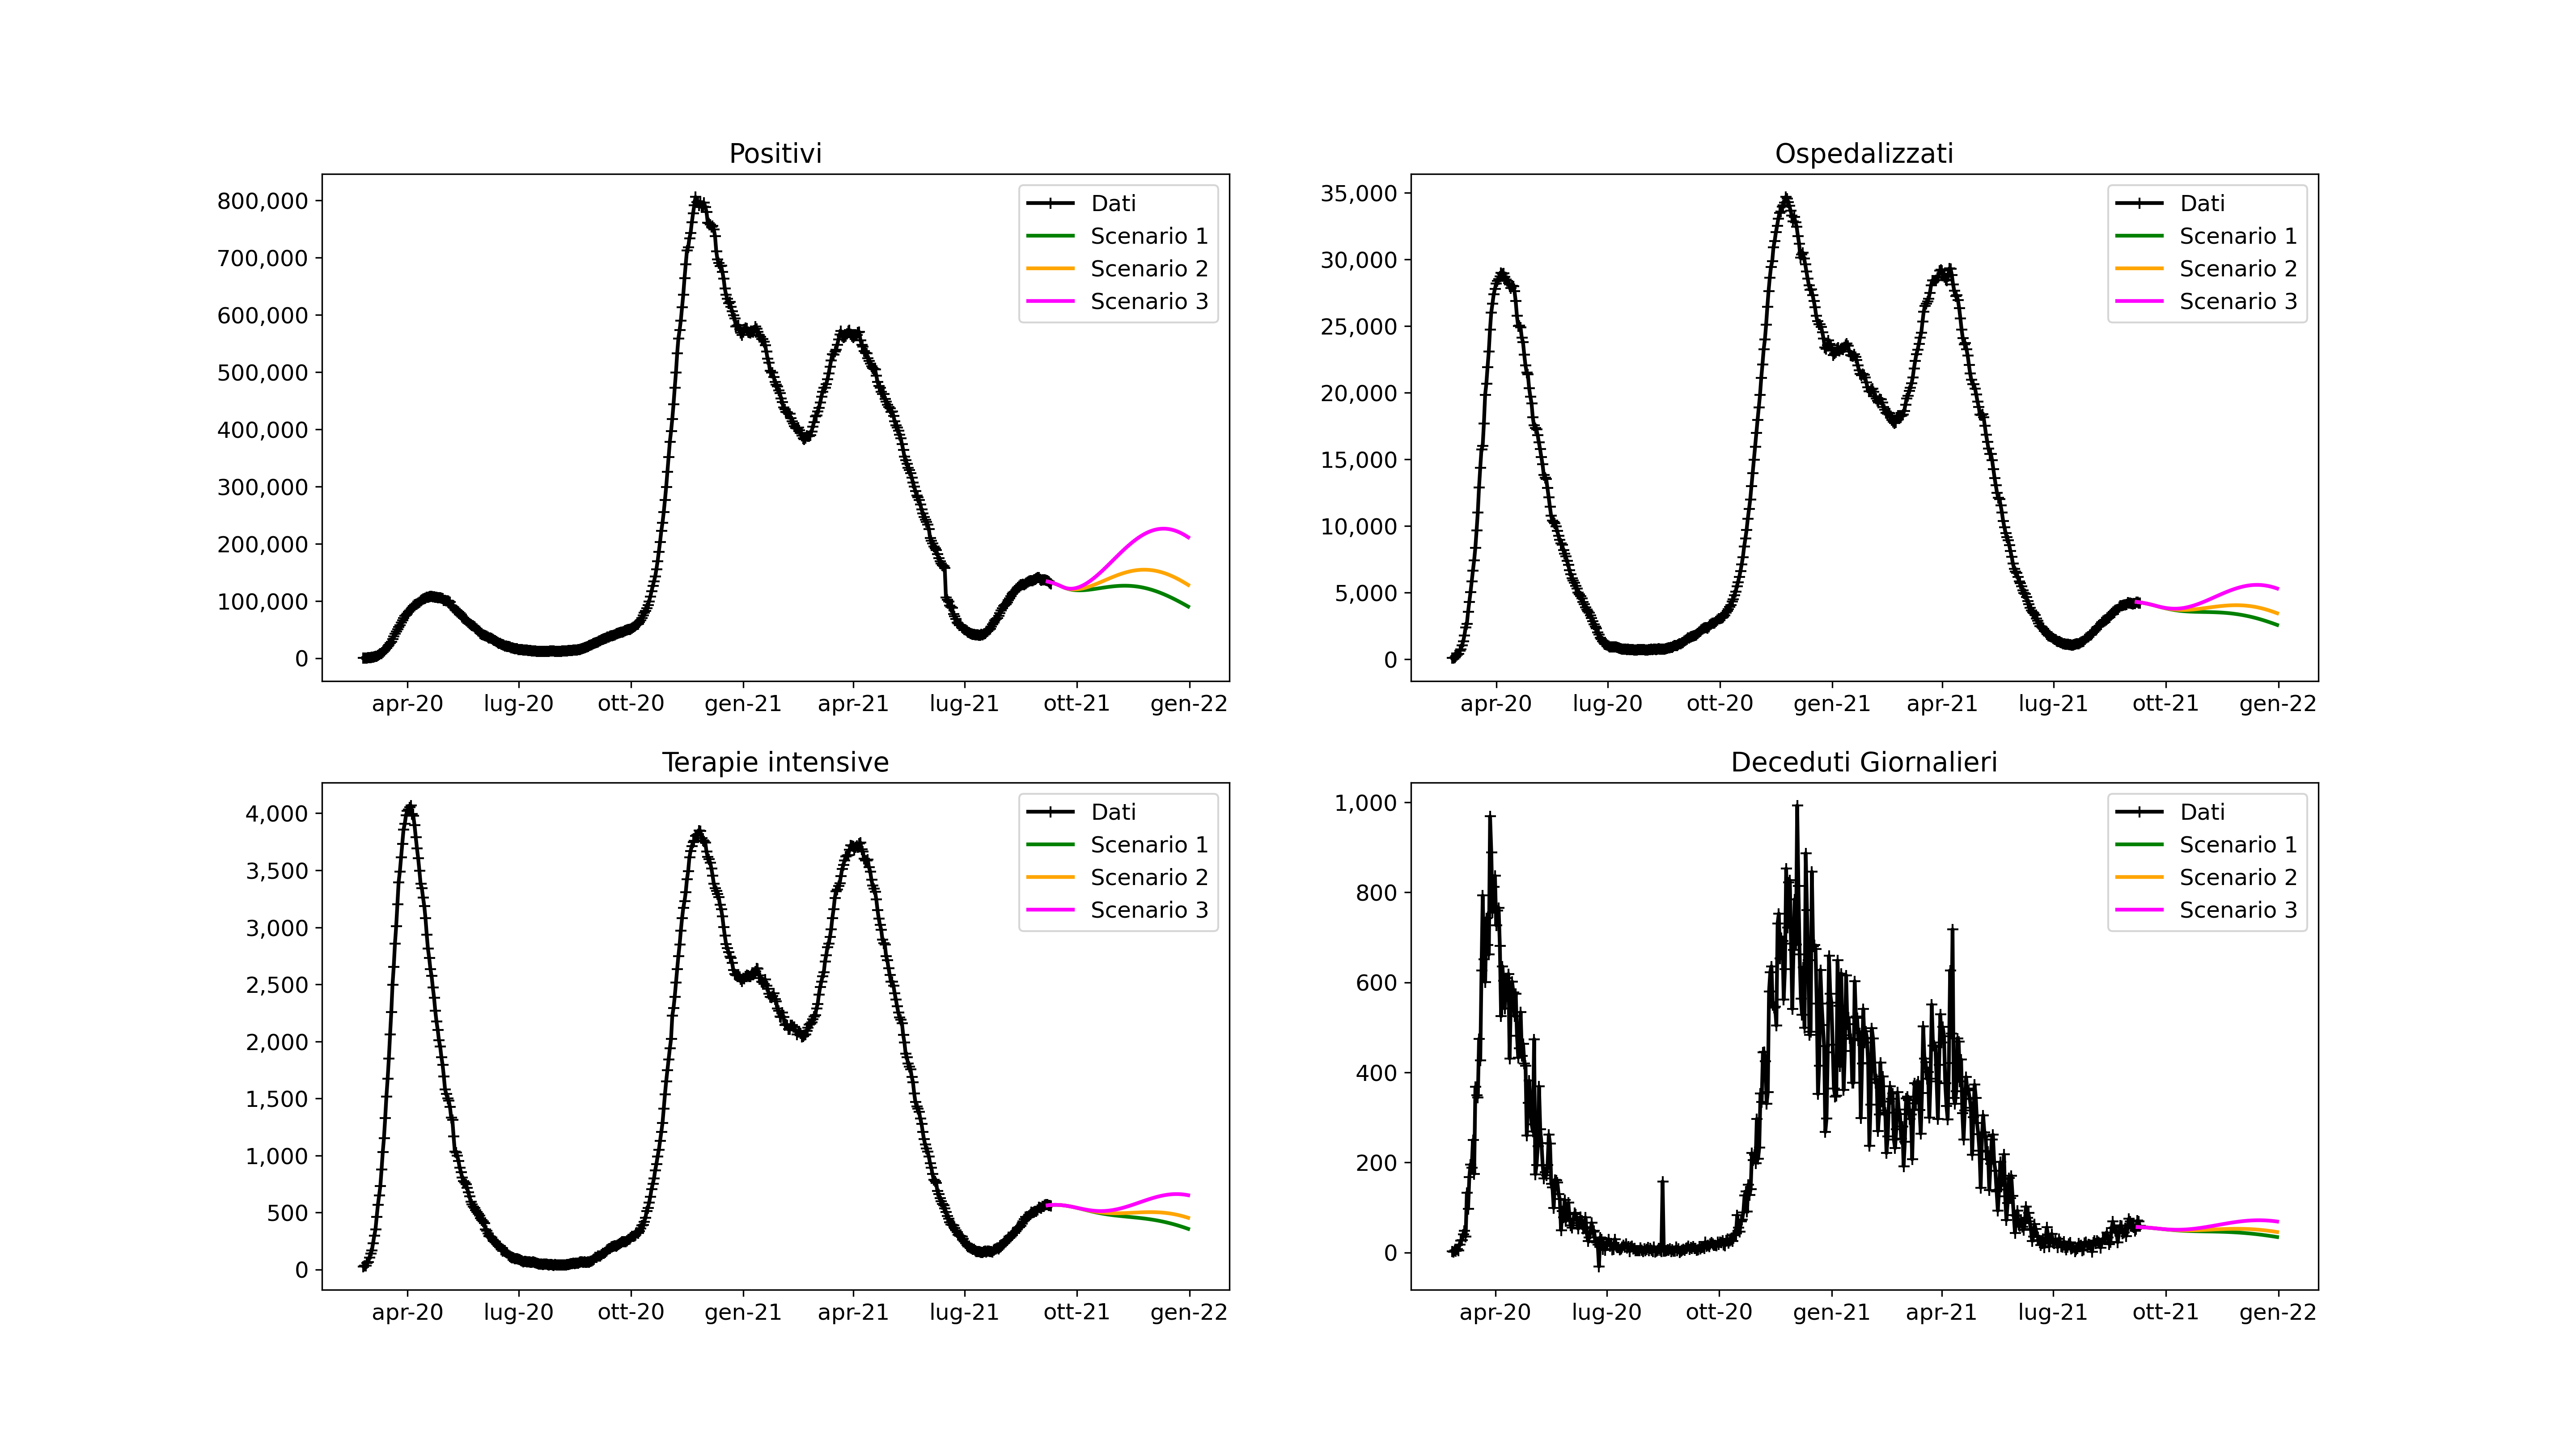 Positivi
800,000
700,000
600,000
500,000
400,000
300,000
200,000
100,000
0
apr-20 lug-20 ott-20 gen-21 apr-21 lug-21 ott-21 gen-22
Dati
Scenario 1
Scenario 2
Scenario 3
Ospedalizzati
35,000
30,000
25,000
20,000
15,000
10,000
5,000
0
apr-20 lug-20 ott-20 gen-21 apr-21 lug-21 ott-21 gen-22
Dati
Scenario 1
Scenario 2
Scenario 3
Terapie intensive
4,000
3,500
3,000
2,500
2,000
1,500
1,000
500
0
apr-20 lug-20 ott-20 gen-21 apr-21 lug-21 ott-21 gen-22
Dati
Scenario 1
Scenario 2
Scenario 3
Deceduti Giornalieri
1,000
800
600
400
200
0
apr-20 lug-20 ott-20 gen-21 apr-21 lug-21 ott-21 gen-22
Dati
Scenario 1
Scenario 2
Scenario 3